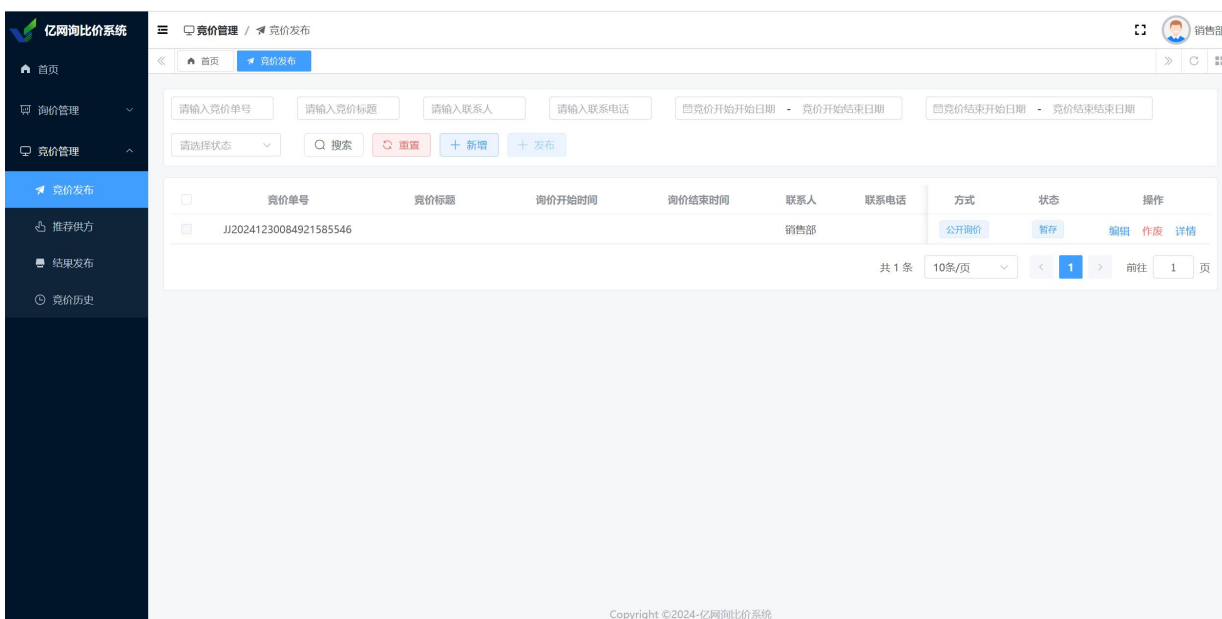 亿网询比价系统
竞价管理 / 竞价发布
销售部
首页
询价管理
竞价管理
竞价发布
推荐供方
结果发布
竞价历史
首页 竞价发布
请输入竞价单号 请输入竞价标题 请输入联系人 请输入联系电话 竞价开始开始日期 - 竞价开始结束日期 竞价结束开始日期 - 竞价结束结束日期
请选择状态 搜索 重置 + 新增 + 发布
竞价单号 竞价标题 询价开始时间 询价结束时间 联系人 联系电话 方式 状态 操作
JJ20241230084921585546 销售部 公开询价 暂存 编辑 作废 详情
共 1 条 10条/页 < 1 > 前往 1 页
Copyright ©2024-亿网询比价系统